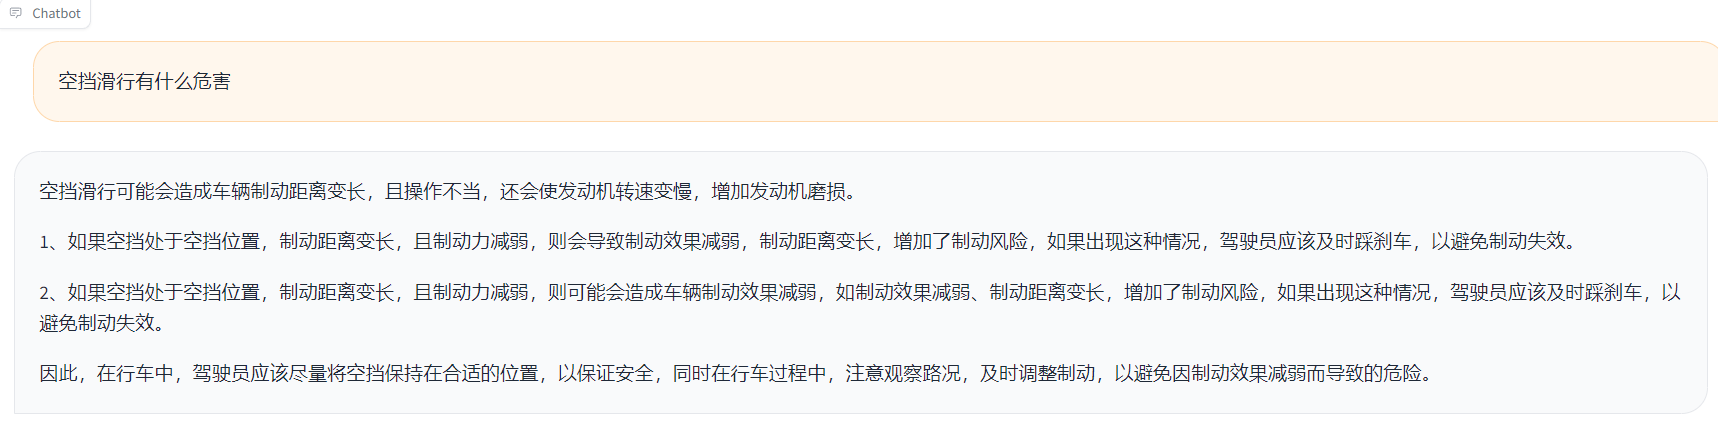 Chatbot
空挡滑行有什么危害
空挡滑行可能会造成车辆制动距离变长，且操作不当，还会使发动机转速变慢，增加发动机磨损。
1、如果空挡处于空挡位置，制动距离变长，且制动力减弱，则会导致制动效果减弱，制动距离变长，增加了制动风险，如果出现这种情况，驾驶员应该及时踩刹车，以避免制动失效。
2、如果空挡处于空挡位置，制动距离变长，且制动力减弱，则可能会造成车辆制动效果减弱，如制动效果减弱、制动距离变长，增加了制动风险，如果出现这种情况，驾驶员应该及时踩刹车，以
避免制动失效。
因此，在行车中，驾驶员应该尽量将空挡保持在合适的位置，以保证安全，同时在行车过程中，注意观察路况，及时调整制动，以避免因制动效果减弱而导致的危险。